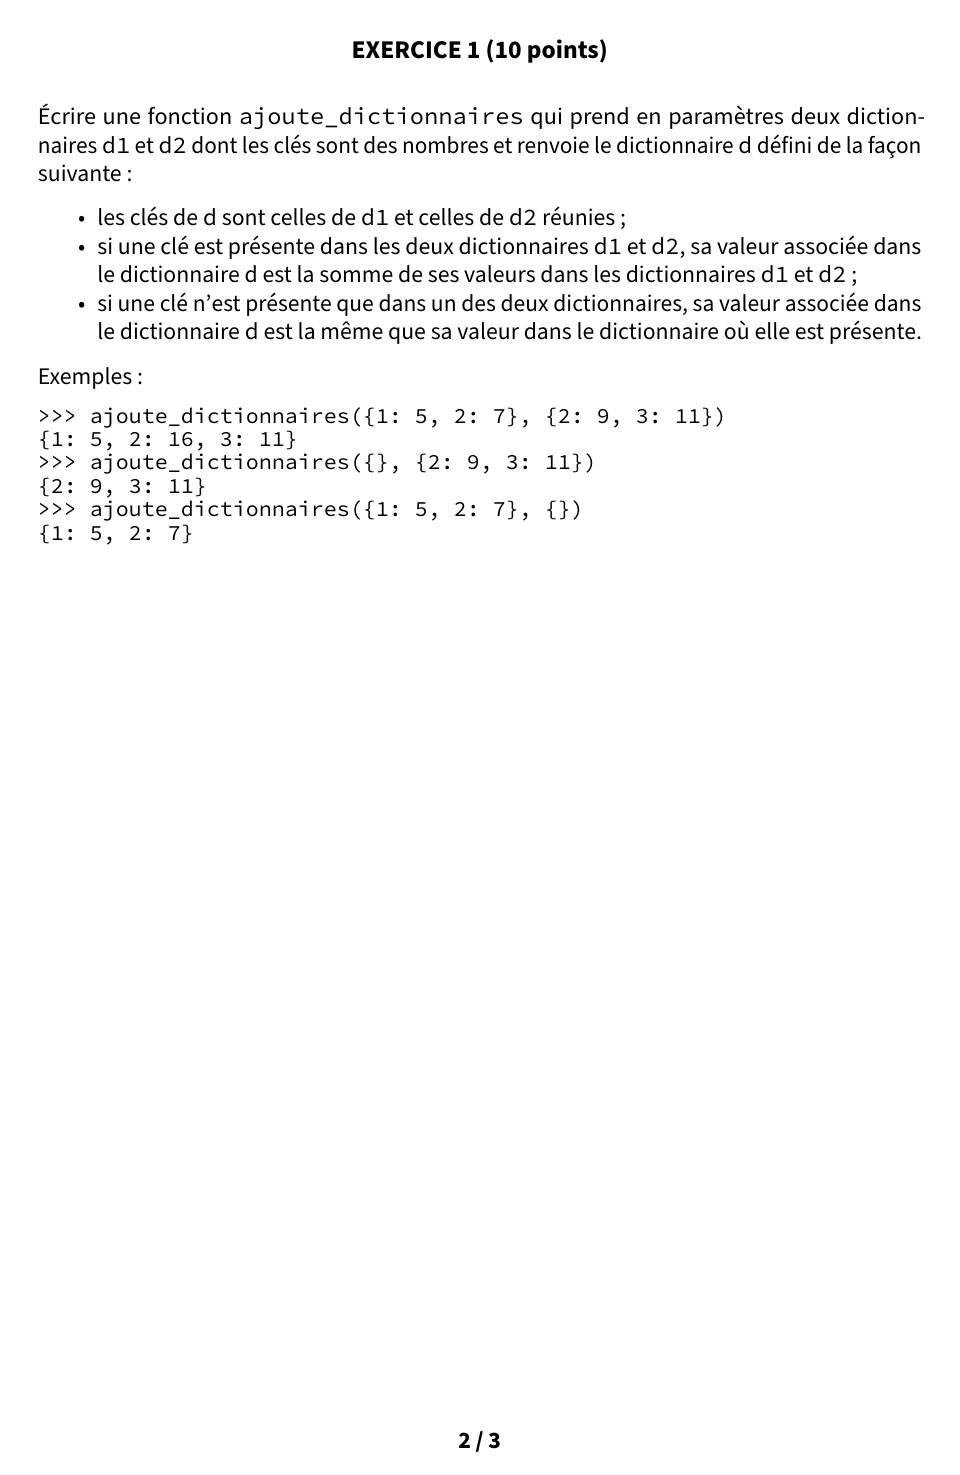 EXERCICE 1 (10 points)
Écrire une fonction ajoute_dictionnaires qui prend en paramètres deux diction-
naires d1 et d2 dont les clés sont des nombres et renvoie le dictionnaire d défini de la façon
suivante :
• les clés de d sont celles de d1 et celles de d2 réunies ;
• si une clé est présente dans les deux dictionnaires d1 et d2, sa valeur associée dans
le dictionnaire d est la somme de ses valeurs dans les dictionnaires d1 et d2 ;
• si une clé n’est présente que dans un des deux dictionnaires, sa valeur associée dans
le dictionnaire d est la même que sa valeur dans le dictionnaire où elle est présente.
Exemples :
>>> ajoute_dictionnaires({1: 5, 2: 7}, {2: 9, 3: 11})
{1: 5, 2: 16, 3: 11}
>>> ajoute_dictionnaires({}, {2: 9, 3: 11})
{2: 9, 3: 11}
>>> ajoute_dictionnaires({1: 5, 2: 7}, {})
{1: 5, 2: 7}
2 / 3